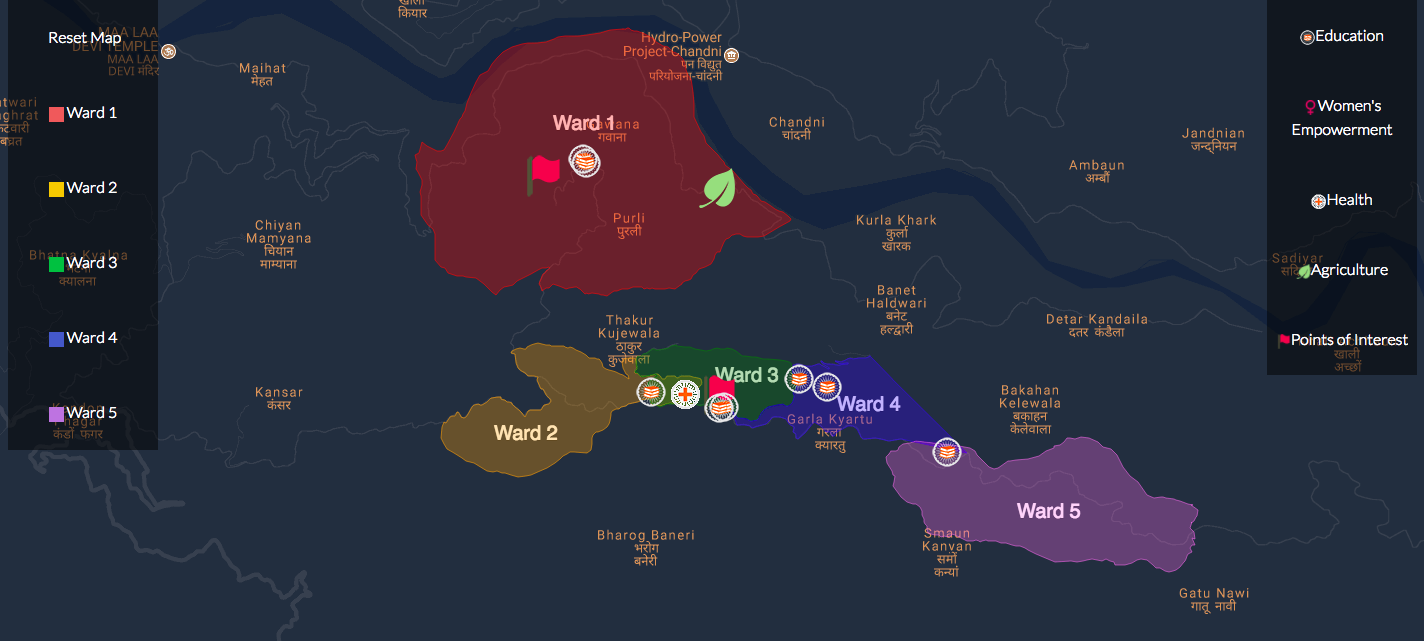 Reset Map
Ward 1
Ward 2
Ward 3
Ward 4
Ward 5
MAA LAA
DEVI TEMPLE
MAA LAA
DEVI मंदिर
Bhatna Kyalna
क्यालना
खाली
कियार
Maihat
मेहत
Chiyan
Mamyana
चियान
माम्याना
Kansar
कंसर
Hydro-Power
Project-Chandni
पन विद्युत
परियोजना-चांदनी
Ward 1
गवाना
Purli
पुरली
Chandni
चांदनी
Ambaun
अम्बौं
Jandnian
जन्द्नियन
Kurla Khark
कुर्ला
खारक
Banet
Haldwari
बनेट
हल्द्वारी
Detar Kandaila
दतर कंडैला
Thakur
Kujewala
ठाकुर
कुजेवाला
Ward 2
Ward 3
Ward 4
Garla Kyartu
गरला
क्यारतु
Bakahan
Kelewala
बकाहन
केलेवाला
Ward 5
Smaun
Kanvan
समों
कन्यां
Bharog Baneri
भरोग
बनेरी
Gatu Nawi
गातू नावी
Education
Women's
Empowerment
Health
Sadiyar
Agriculture
Points of Interest
खाली
अच्छों